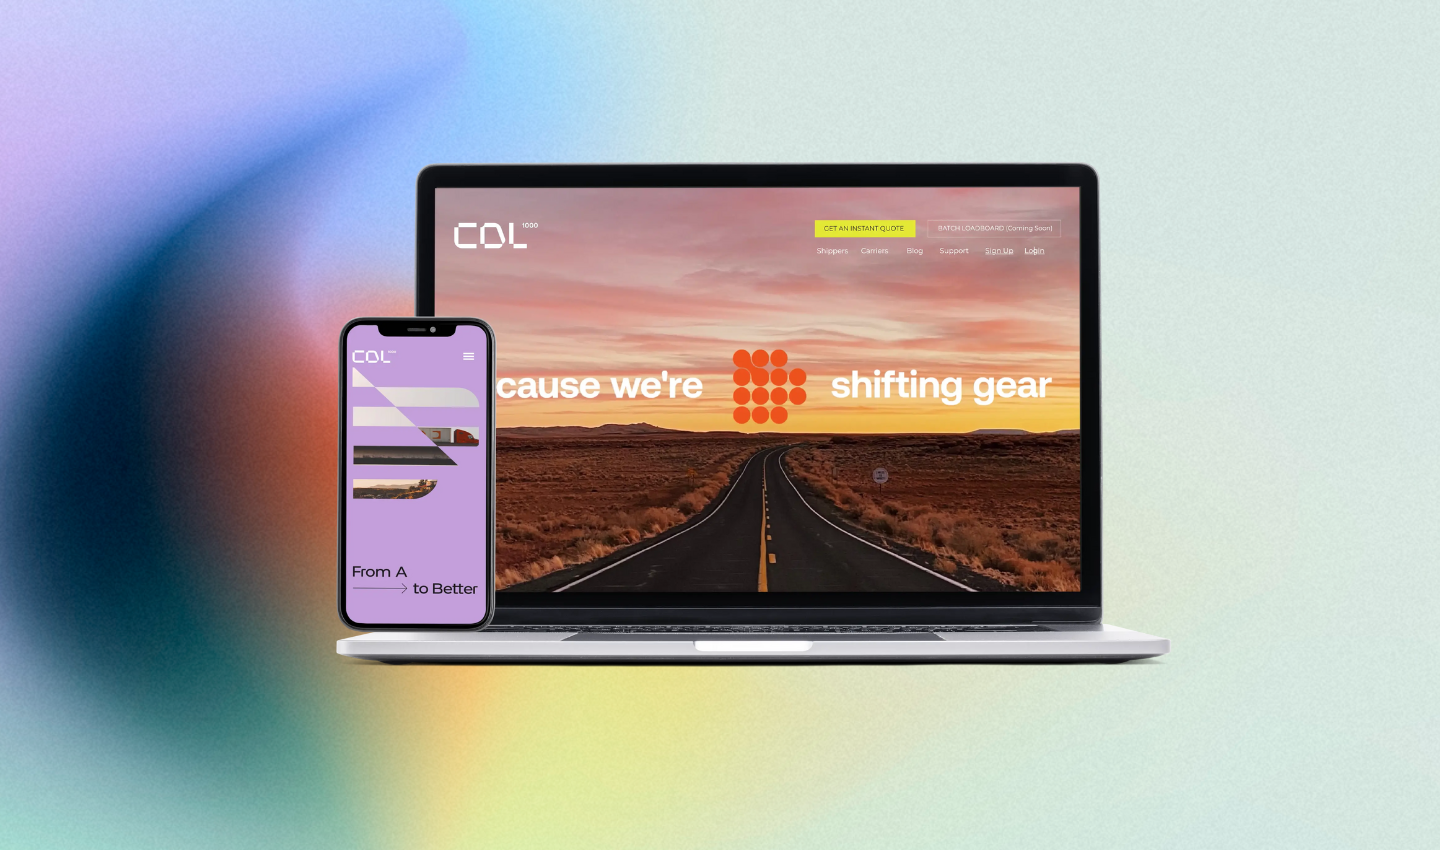 CDL 1000
GET AN INSTANT QUOTE
BATCH LOADBOARD (Coming Soon)
Shippers Carriers Blog Support Sign Up Login
cause we're shifting gear
CDL 1000
From A
to Better